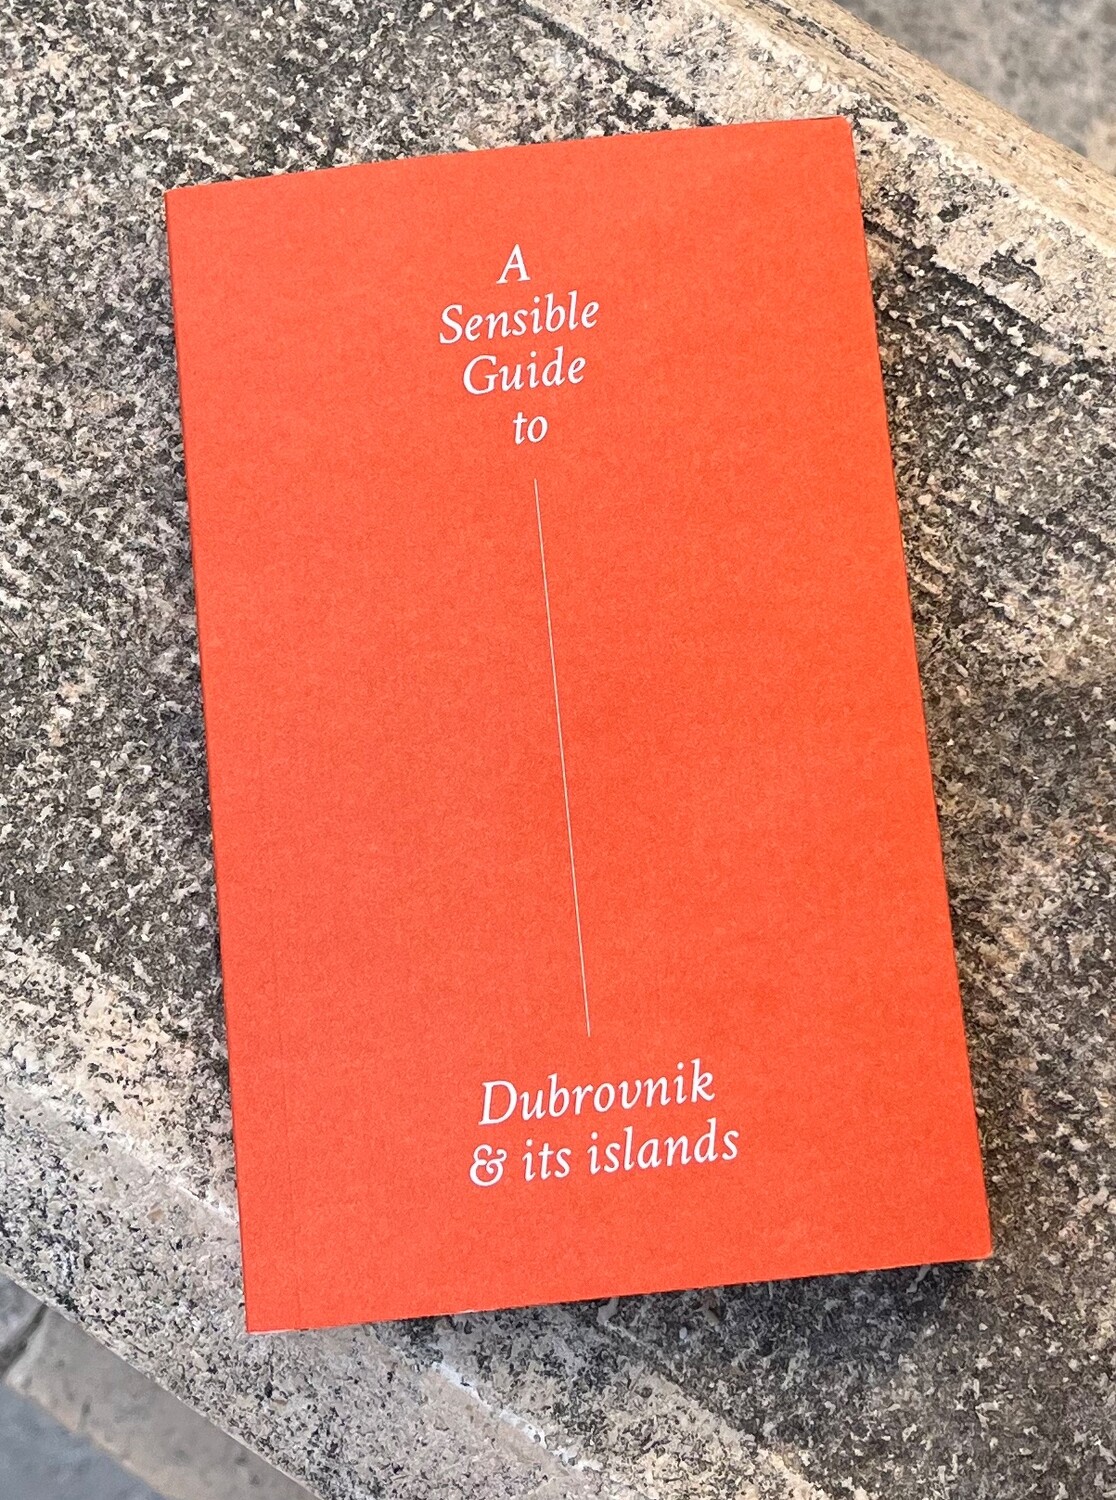 A
Sensible
Guide
to
Dubrovnik
& its islands